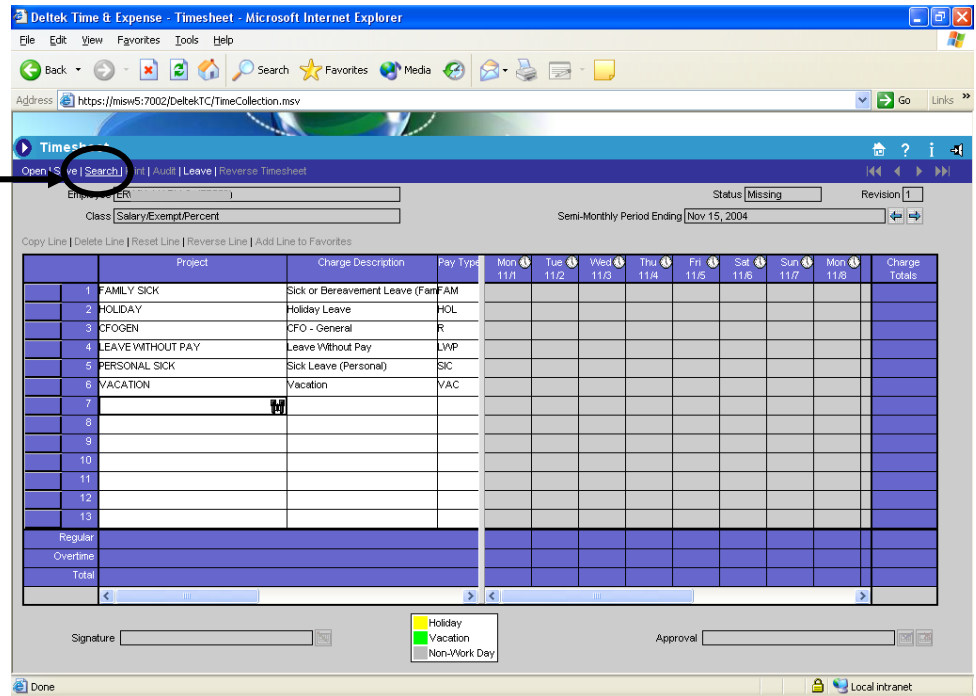 Deltek Time & Expense - Timesheet - Microsoft Internet Explorer
File Edit View Favorites Tools Help
Back Search Favorites Media
Address https://misw5:7002/DeltekTC/TimeCollection.msv Go Links »
Timesheet
Open | Save | Search | Print | Audit | Leave | Reverse Timesheet
Employee Status Missing Revision 1
Class Salary/Exempt/Percent Semi-Monthly Period Ending Nov 15, 2004
Copy Line | Delete Line | Reset Line | Reverse Line | Add Line to Favorites
Project Charge Description Pay Type Mon 11/1 Tue 11/2 Wed 11/3 Thu 11/4 Fri 11/5 Sat 11/6 Sun 11/7 Mon 11/8 Charge Totals
1 FAMILY SICK Sick or Bereavement Leave (Fam FAM
2 HOLIDAY Holiday Leave HOL
3 CFOGEN CFO - General R
4 LEAVE WITHOUT PAY Leave Without Pay LWP
5 PERSONAL SICK Sick Leave (Personal) SIC
6 VACATION Vacation VAC
7
8
9
10
11
12
13
Regular
Overtime
Total
Holiday
Signature Vacation Approval
Non-Work Day
Done Local intranet